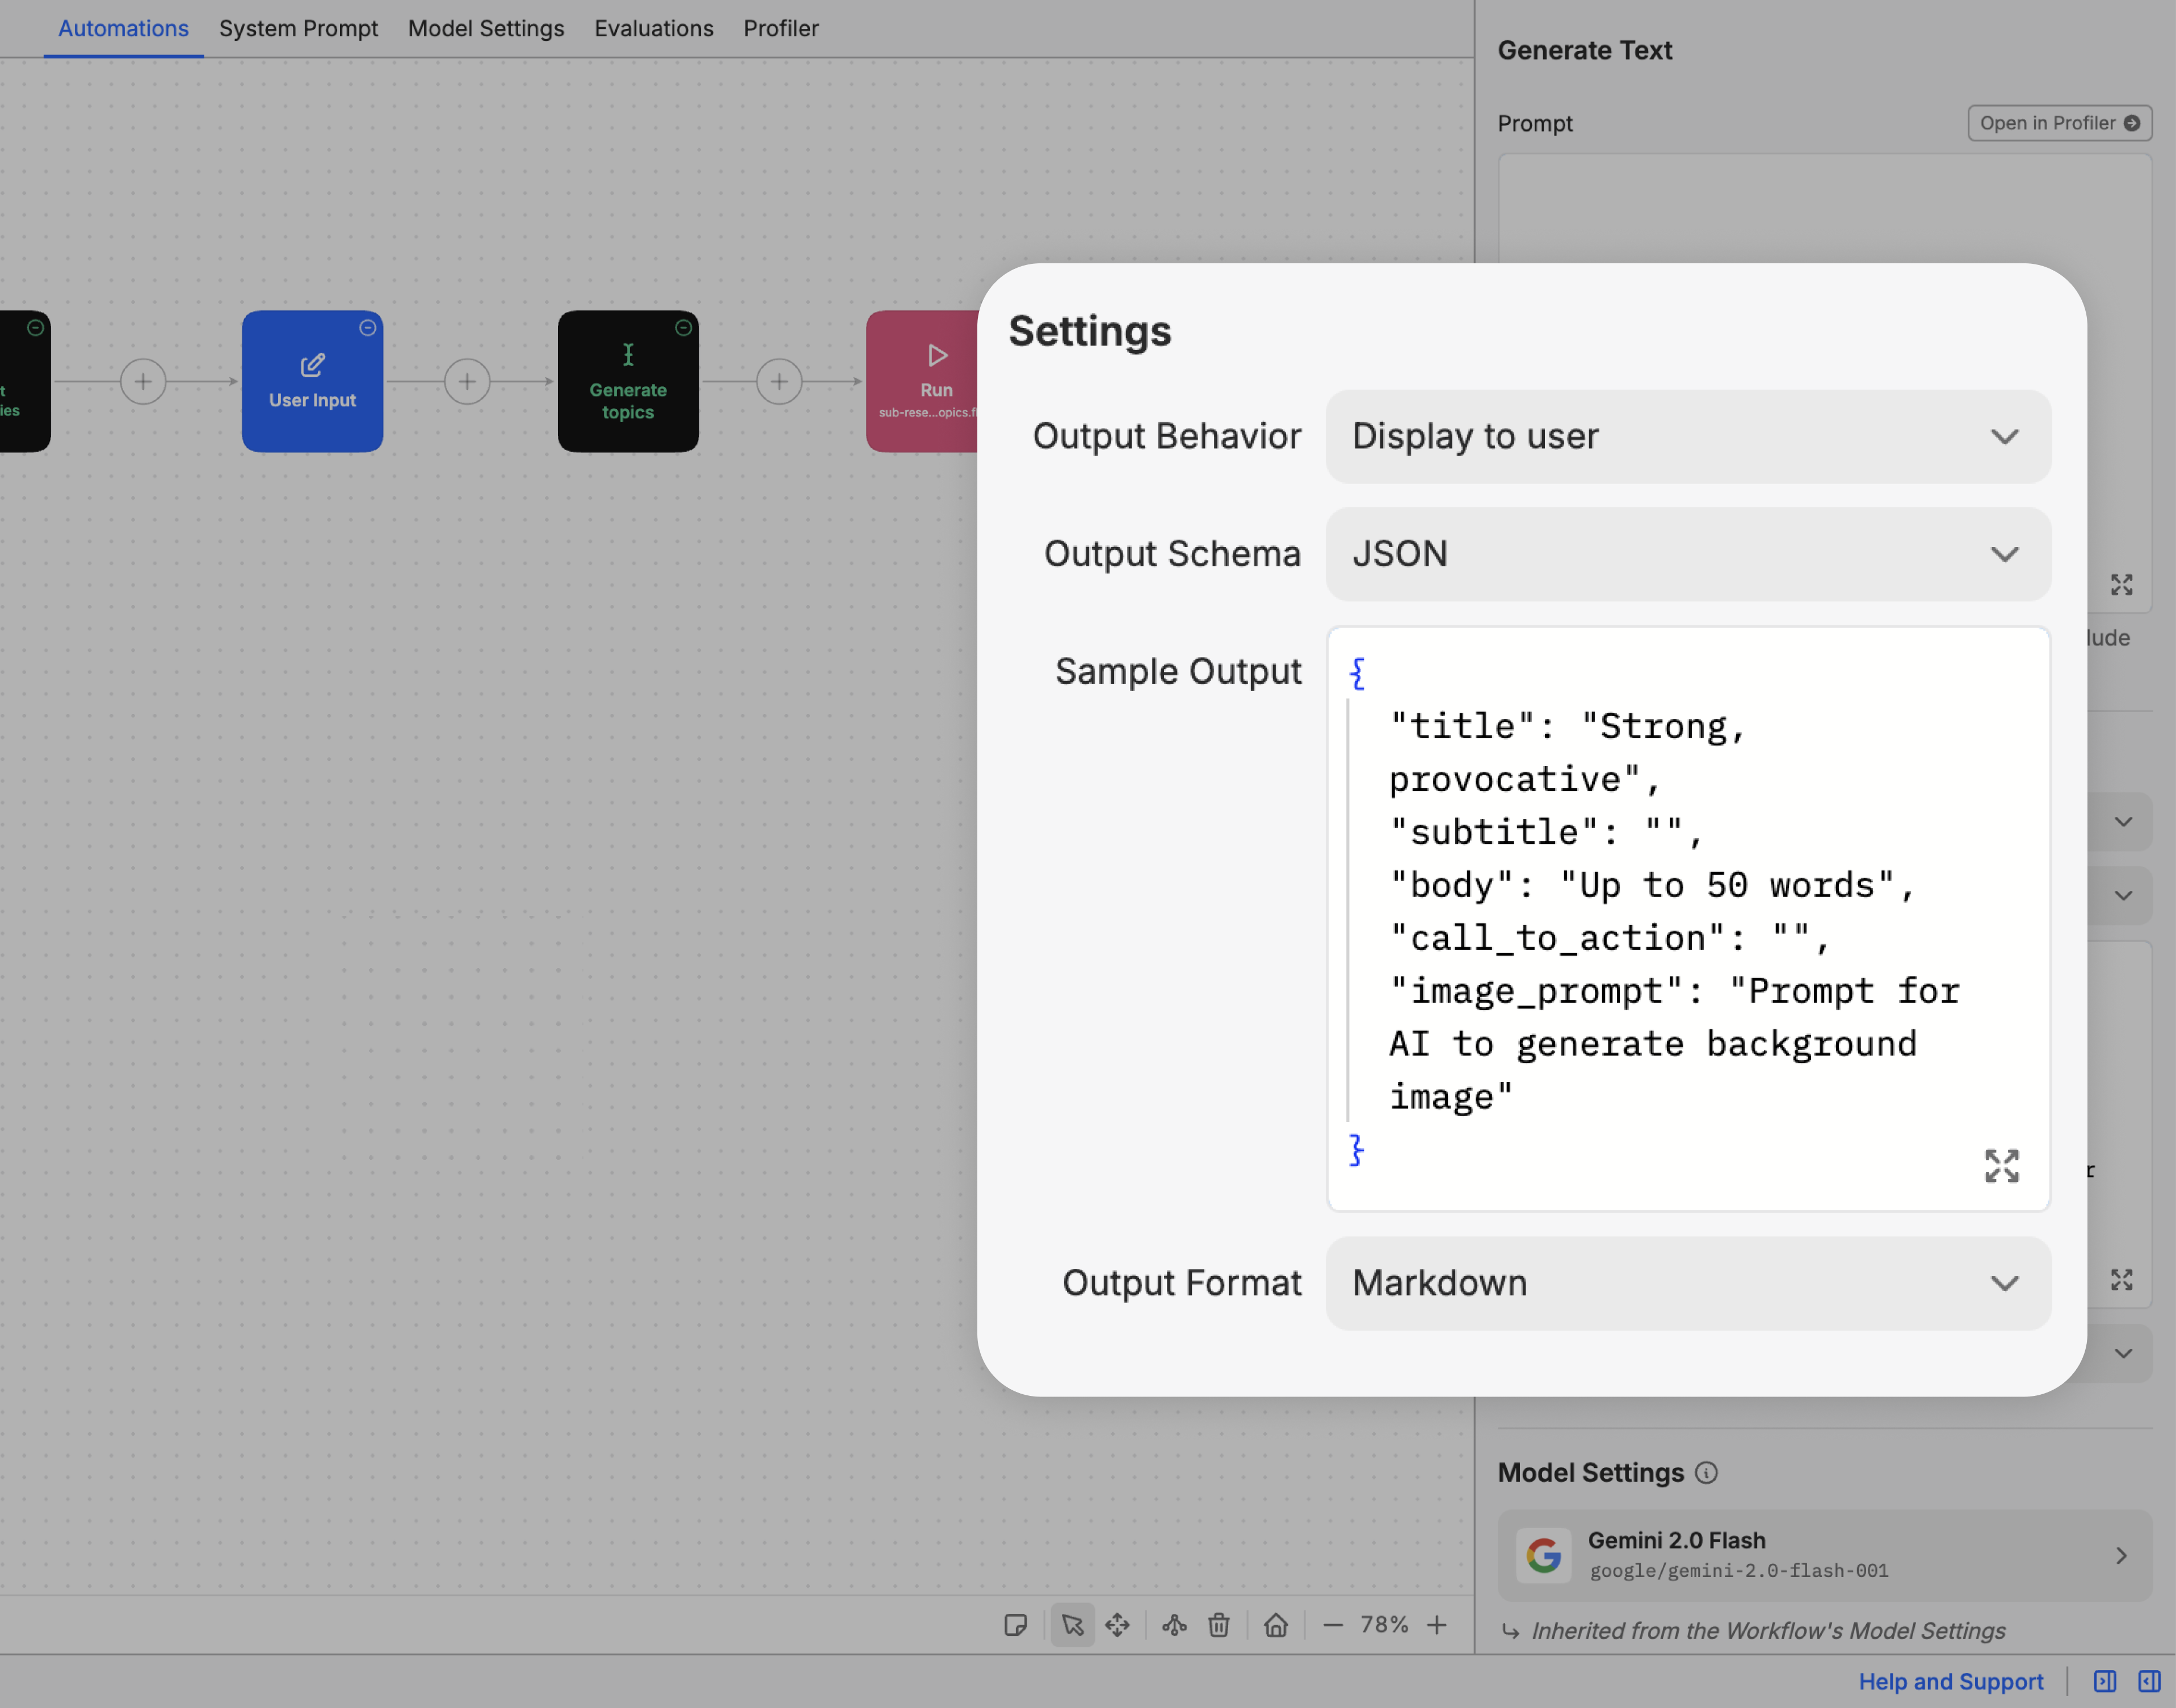 Automations System Prompt Model Settings Evaluations Profiler
Generate Text
Prompt
Open in Profiler
t
ies
User Input
Generate
topics
Run
sub-rese...opics.fl
Settings
Output Behavior
Display to user
Output Schema
JSON
Sample Output
{
"title": "Strong,
provocative",
"subtitle": "",
"body": "Up to 50 words",
"call_to_action": "",
"image_prompt": "Prompt for
AI to generate background
image"
}
Output Format
Markdown
lude
r
Model Settings
Gemini 2.0 Flash
google/gemini-2.0-flash-001
Inherited from the Workflow's Model Settings
78%
Help and Support